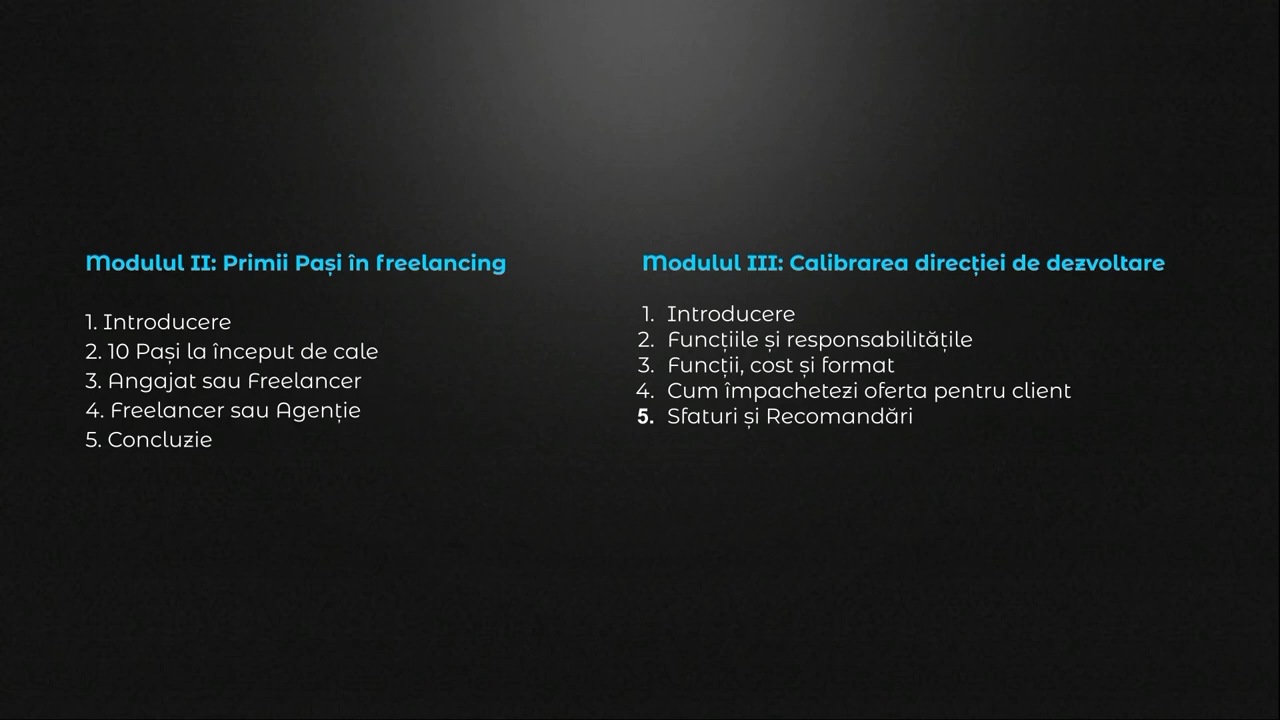 Modulul II: Primii Pași în freelancing
1. Introducere
2. 10 Pași la început de cale
3. Angajat sau Freelancer
4. Freelancer sau Agenție
5. Concluzie
Modulul III: Calibrarea direcției de dezvoltare
1. Introducere
2. Funcțiile și responsabilitățile
3. Funcții, cost și format
4. Cum împachetezi oferta pentru client
5. Sfaturi și Recomandări